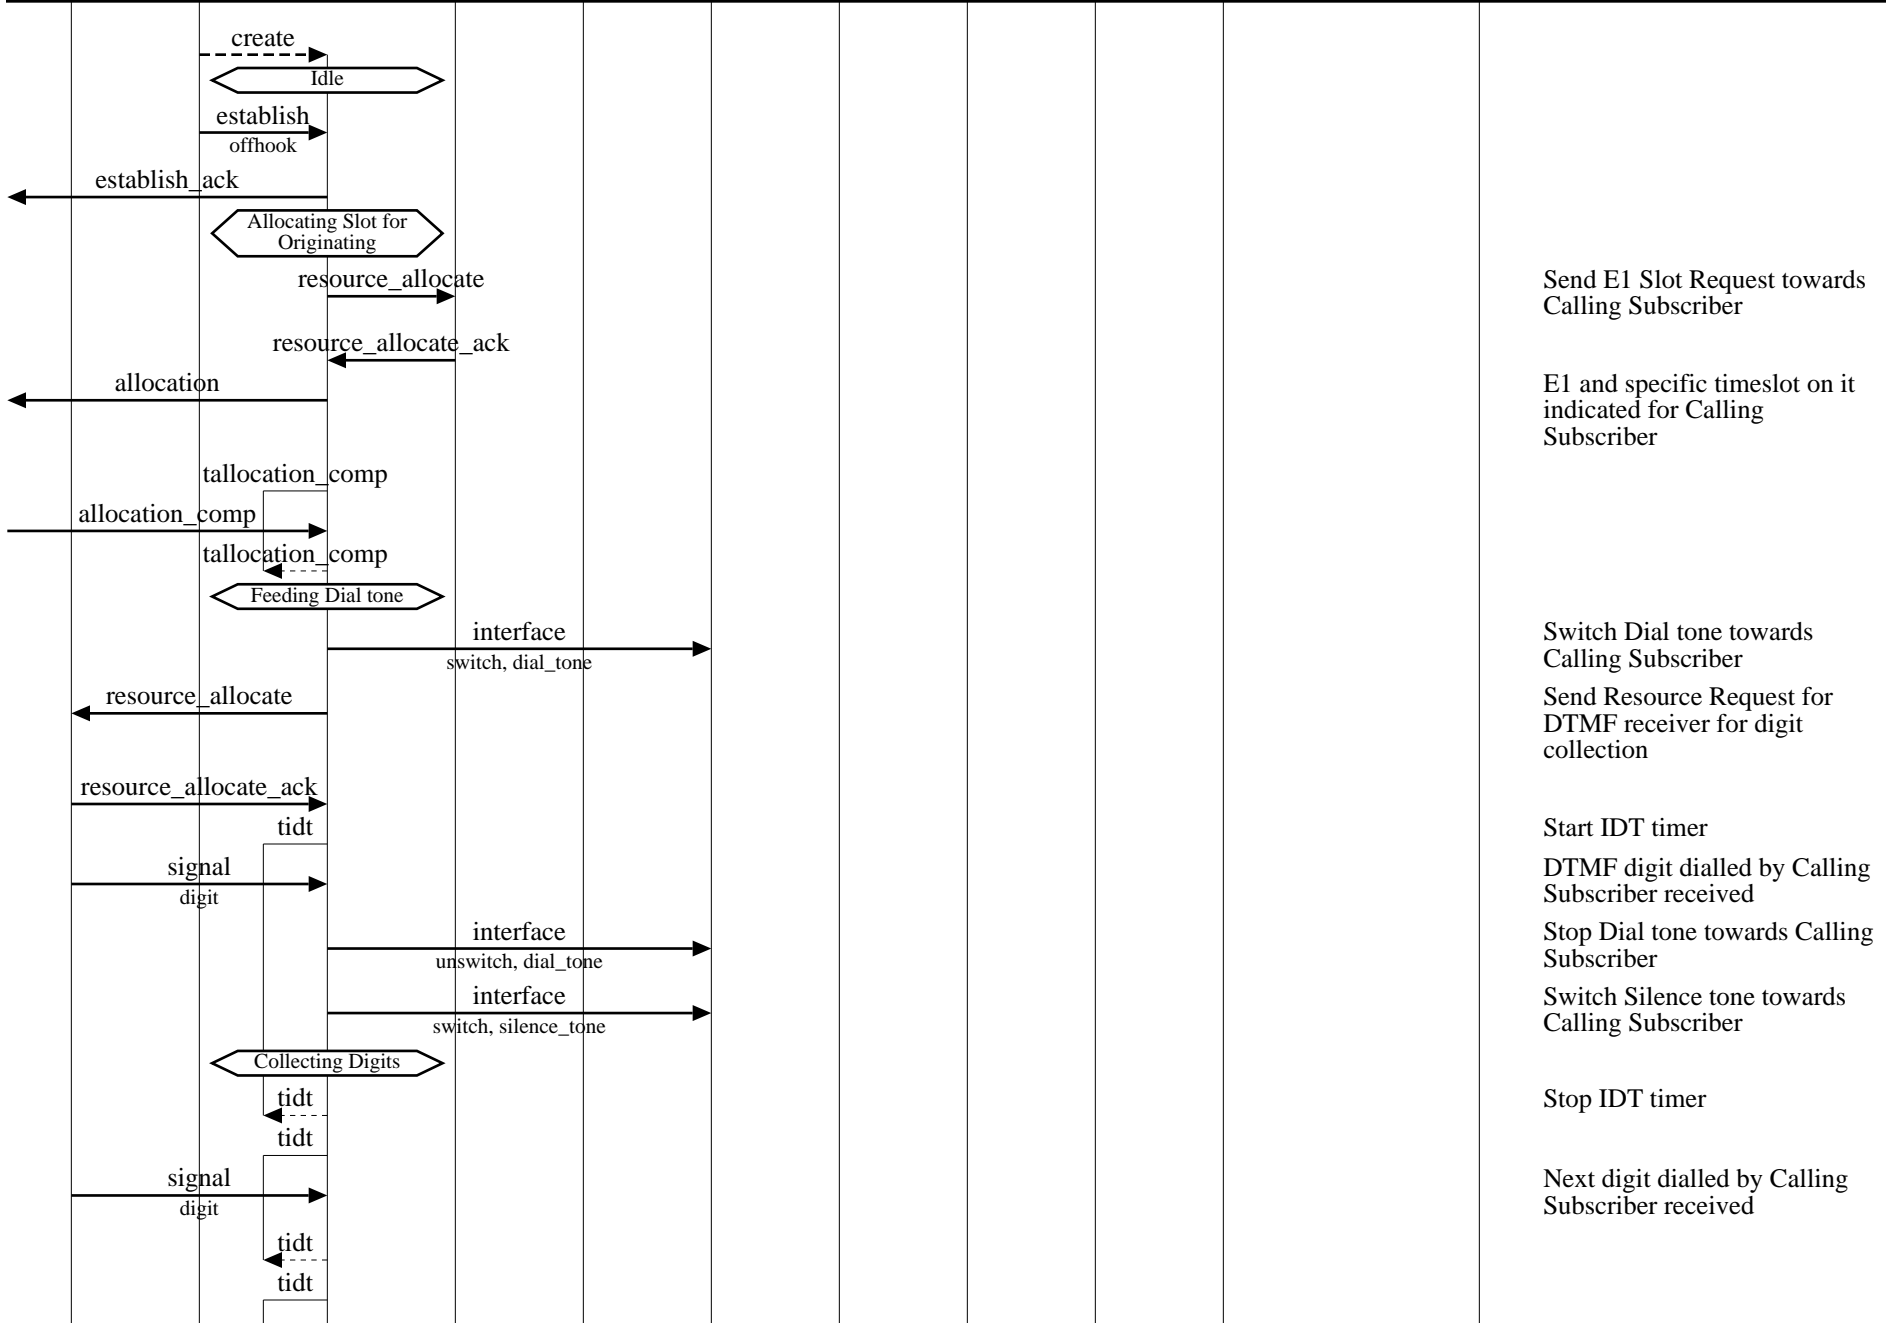 create
Idle
establish
offhook
establish_ack
Allocating Slot for
Originating
resource_allocate
Send E1 Slot Request towards
Calling Subscriber
resource_allocate_ack
allocation
E1 and specific timeslot on it
indicated for Calling
Subscriber
tallocation_comp
allocation_comp
tallocation_comp
Feeding Dial tone
interface
switch, dial_tone
Switch Dial tone towards
Calling Subscriber
resource_allocate
Send Resource Request for
DTMF receiver for digit
collection
resource_allocate_ack
tidt
Start IDT timer
signal
digit
DTMF digit dialled by Calling
Subscriber received
interface
unswitch, dial_tone
Stop Dial tone towards Calling
Subscriber
interface
switch, silence_tone
Switch Silence tone towards
Calling Subscriber
Collecting Digits
tidt
Stop IDT timer
tidt
signal
digit
Next digit dialled by Calling
Subscriber received
tidt
tidt